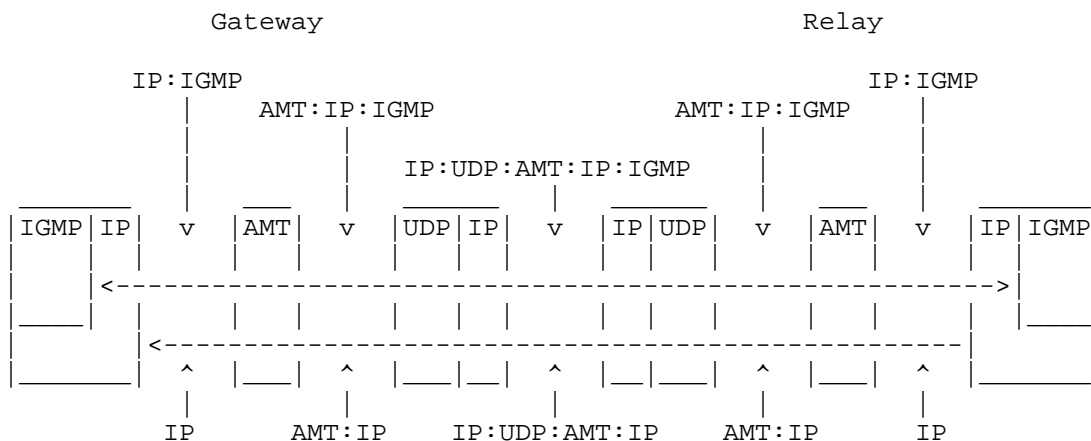 Gateway Relay
IP:IGMP IP:IGMP
AMT:IP:IGMP AMT:IP:IGMP
IP:UDP:AMT:IP:IGMP
IGMP IP v AMT v UDP IP v IP UDP v AMT v IP IGMP
IP AMT:IP IP:UDP:AMT:IP AMT:IP IP